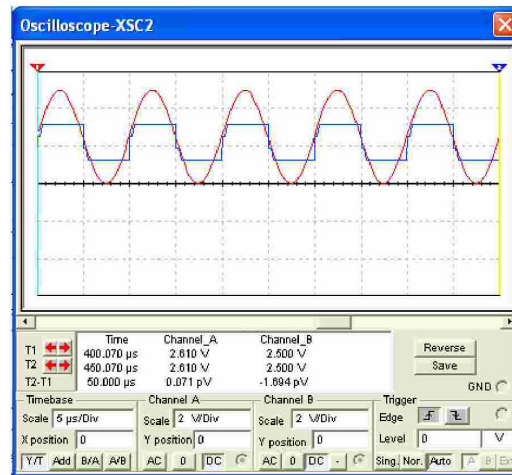 Oscilloscope-XSC2
1 2
Time Channel_A Channel_B
T1 400.070 µs 2.610 V 2.500 V
T2 450.070 µs 2.610 V 2.500 V
T2-T1 50.000 µs 0.071 pV -1.694 pV
Reverse
Save
GND
Timebase Channel A Channel B Trigger
Scale 5 µs/Div Scale 2 V/Div Scale 2 V/Div Edge
X position 0 Y position 0 Y position 0 Level 0 V
Y/T Add B/A A/B AC 0 DC AC 0 DC - Sing. Nor. Auto A B Ext